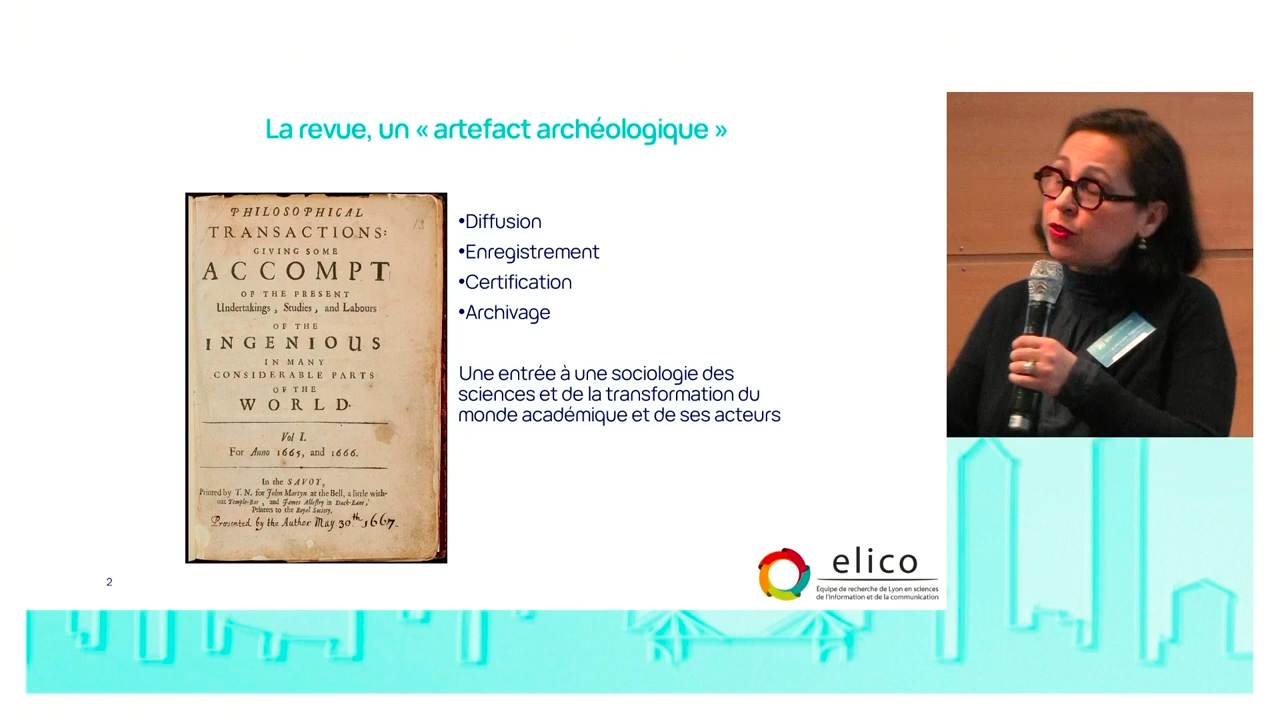 La revue, un « artefact archéologique »
PHILOSOPHICAL
TRANSACTIONS:
GIVING SOME
ACCOMPT
OF THE PRESENT
Undertakings, Studies, and Labours
OF THE
INGENIOUS
IN MANY
CONSIDERABLE PARTS
OF THE
WORLD.
Vol I.
For Anno 1665, and 1666.
In the SAVOY,
Printed by T. N. for John Martyn at the Bell, a little with-
out Temple-Bar, and James Allestry in Duck-Lane,
Printers to the Royal Society.
Presented by the Author May 30th 1667
•Diffusion
•Enregistrement
•Certification
•Archivage
Une entrée à une sociologie des
sciences et de la transformation du
monde académique et de ses acteurs
elico
Équipe de recherche de Lyon en sciences
de l'information et de la communication
2